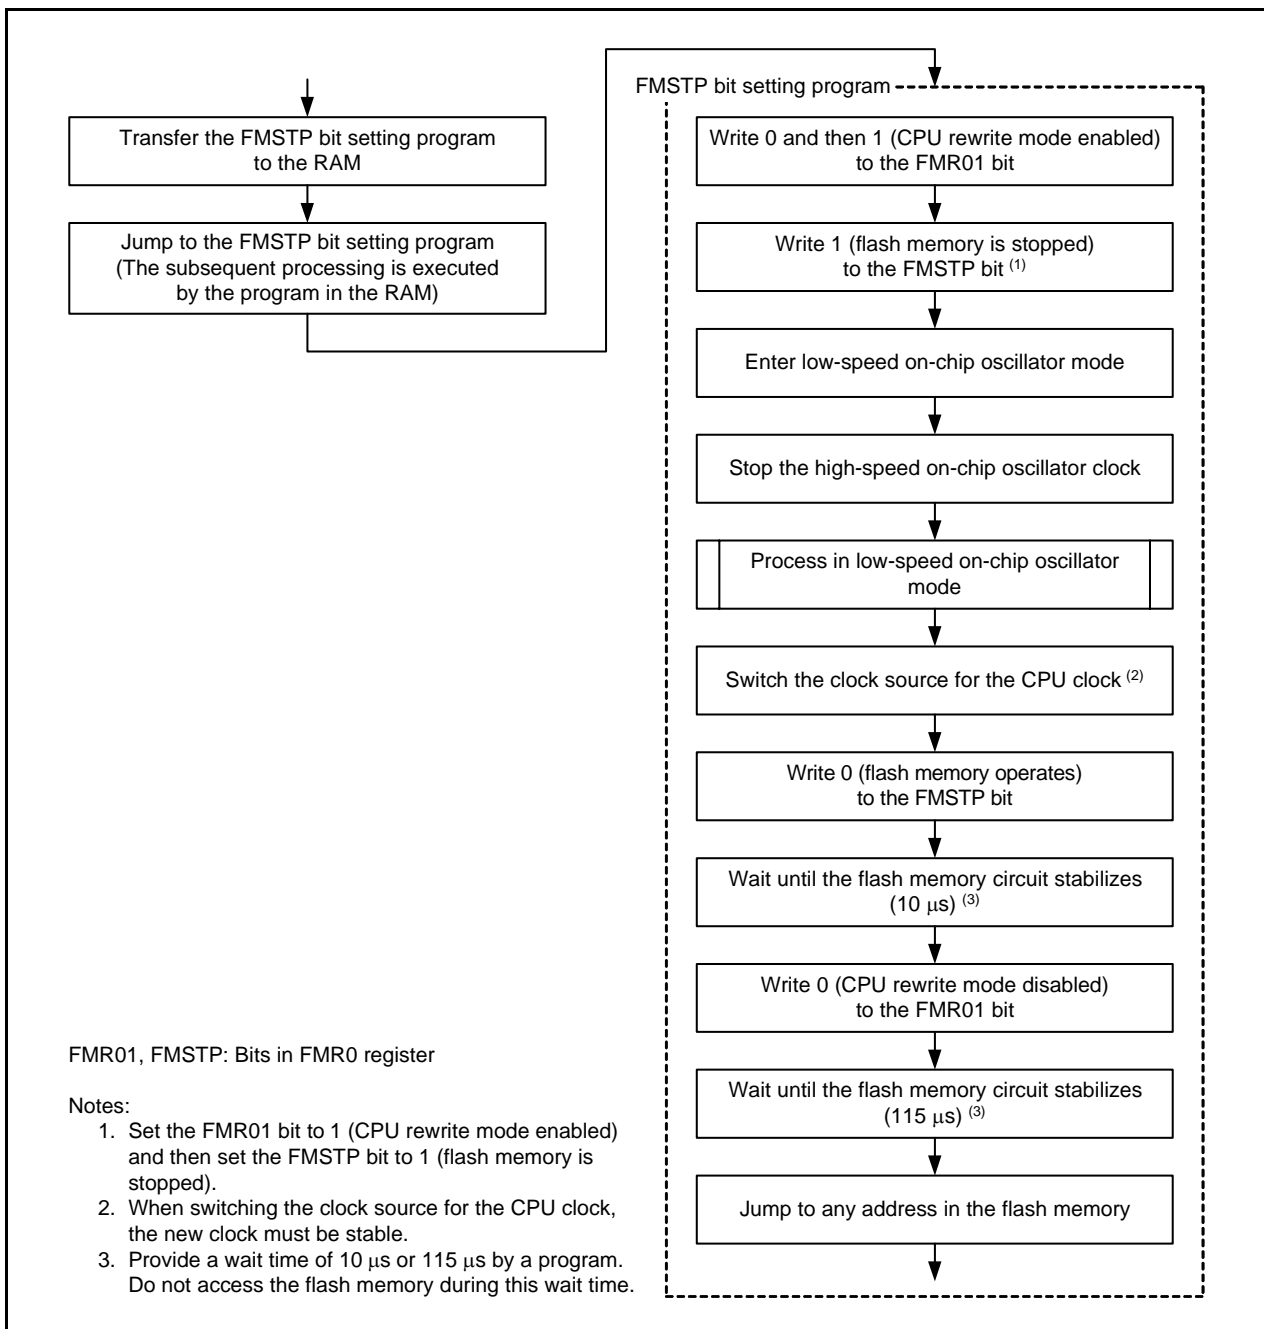 Transfer the FMSTP bit setting program
to the RAM
Jump to the FMSTP bit setting program
(The subsequent processing is executed
by the program in the RAM)
FMSTP bit setting program
Write 0 and then 1 (CPU rewrite mode enabled)
to the FMR01 bit
Write 1 (flash memory is stopped)
to the FMSTP bit (1)
Enter low-speed on-chip oscillator mode
Stop the high-speed on-chip oscillator clock
Process in low-speed on-chip oscillator
mode
Switch the clock source for the CPU clock (2)
Write 0 (flash memory operates)
to the FMSTP bit
Wait until the flash memory circuit stabilizes
(10 μs) (3)
Write 0 (CPU rewrite mode disabled)
to the FMR01 bit
Wait until the flash memory circuit stabilizes
(115 μs) (3)
Jump to any address in the flash memory
FMR01, FMSTP: Bits in FMR0 register
Notes:
1. Set the FMR01 bit to 1 (CPU rewrite mode enabled)
and then set the FMSTP bit to 1 (flash memory is
stopped).
2. When switching the clock source for the CPU clock,
the new clock must be stable.
3. Provide a wait time of 10 μs or 115 μs by a program.
Do not access the flash memory during this wait time.